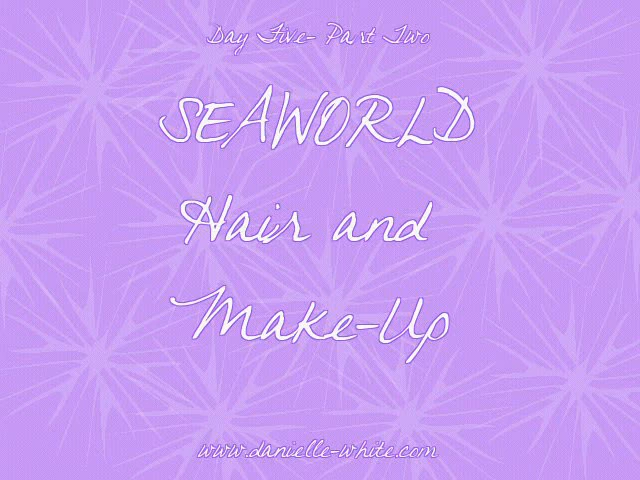 Day Five- Part Two
SEAWORLD
Hair and
Make-Up
www.danielle-white.com